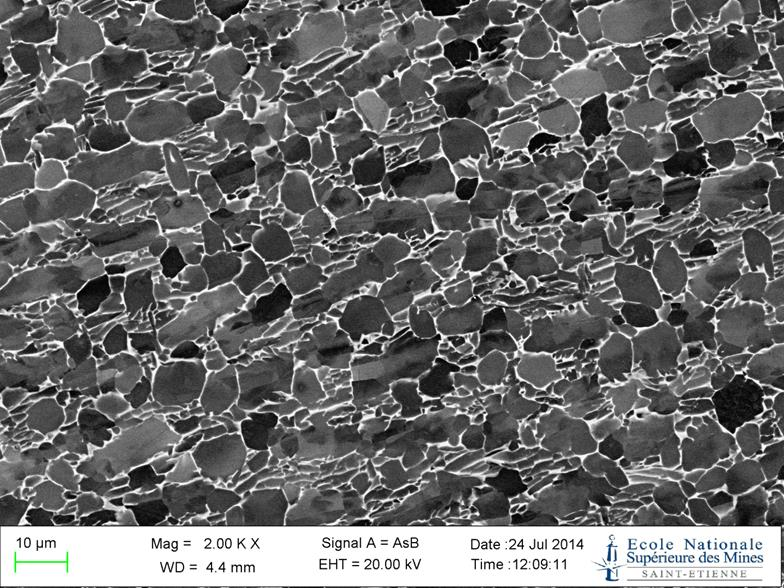 10 µm
Mag = 2.00 K X
Signal A = AsB
Date :24 Jul 2014
WD = 4.4 mm
EHT = 20.00 kV
Time :12:09:11
Ecole Nationale
Supérieure des Mines
SAINT-ETIENNE